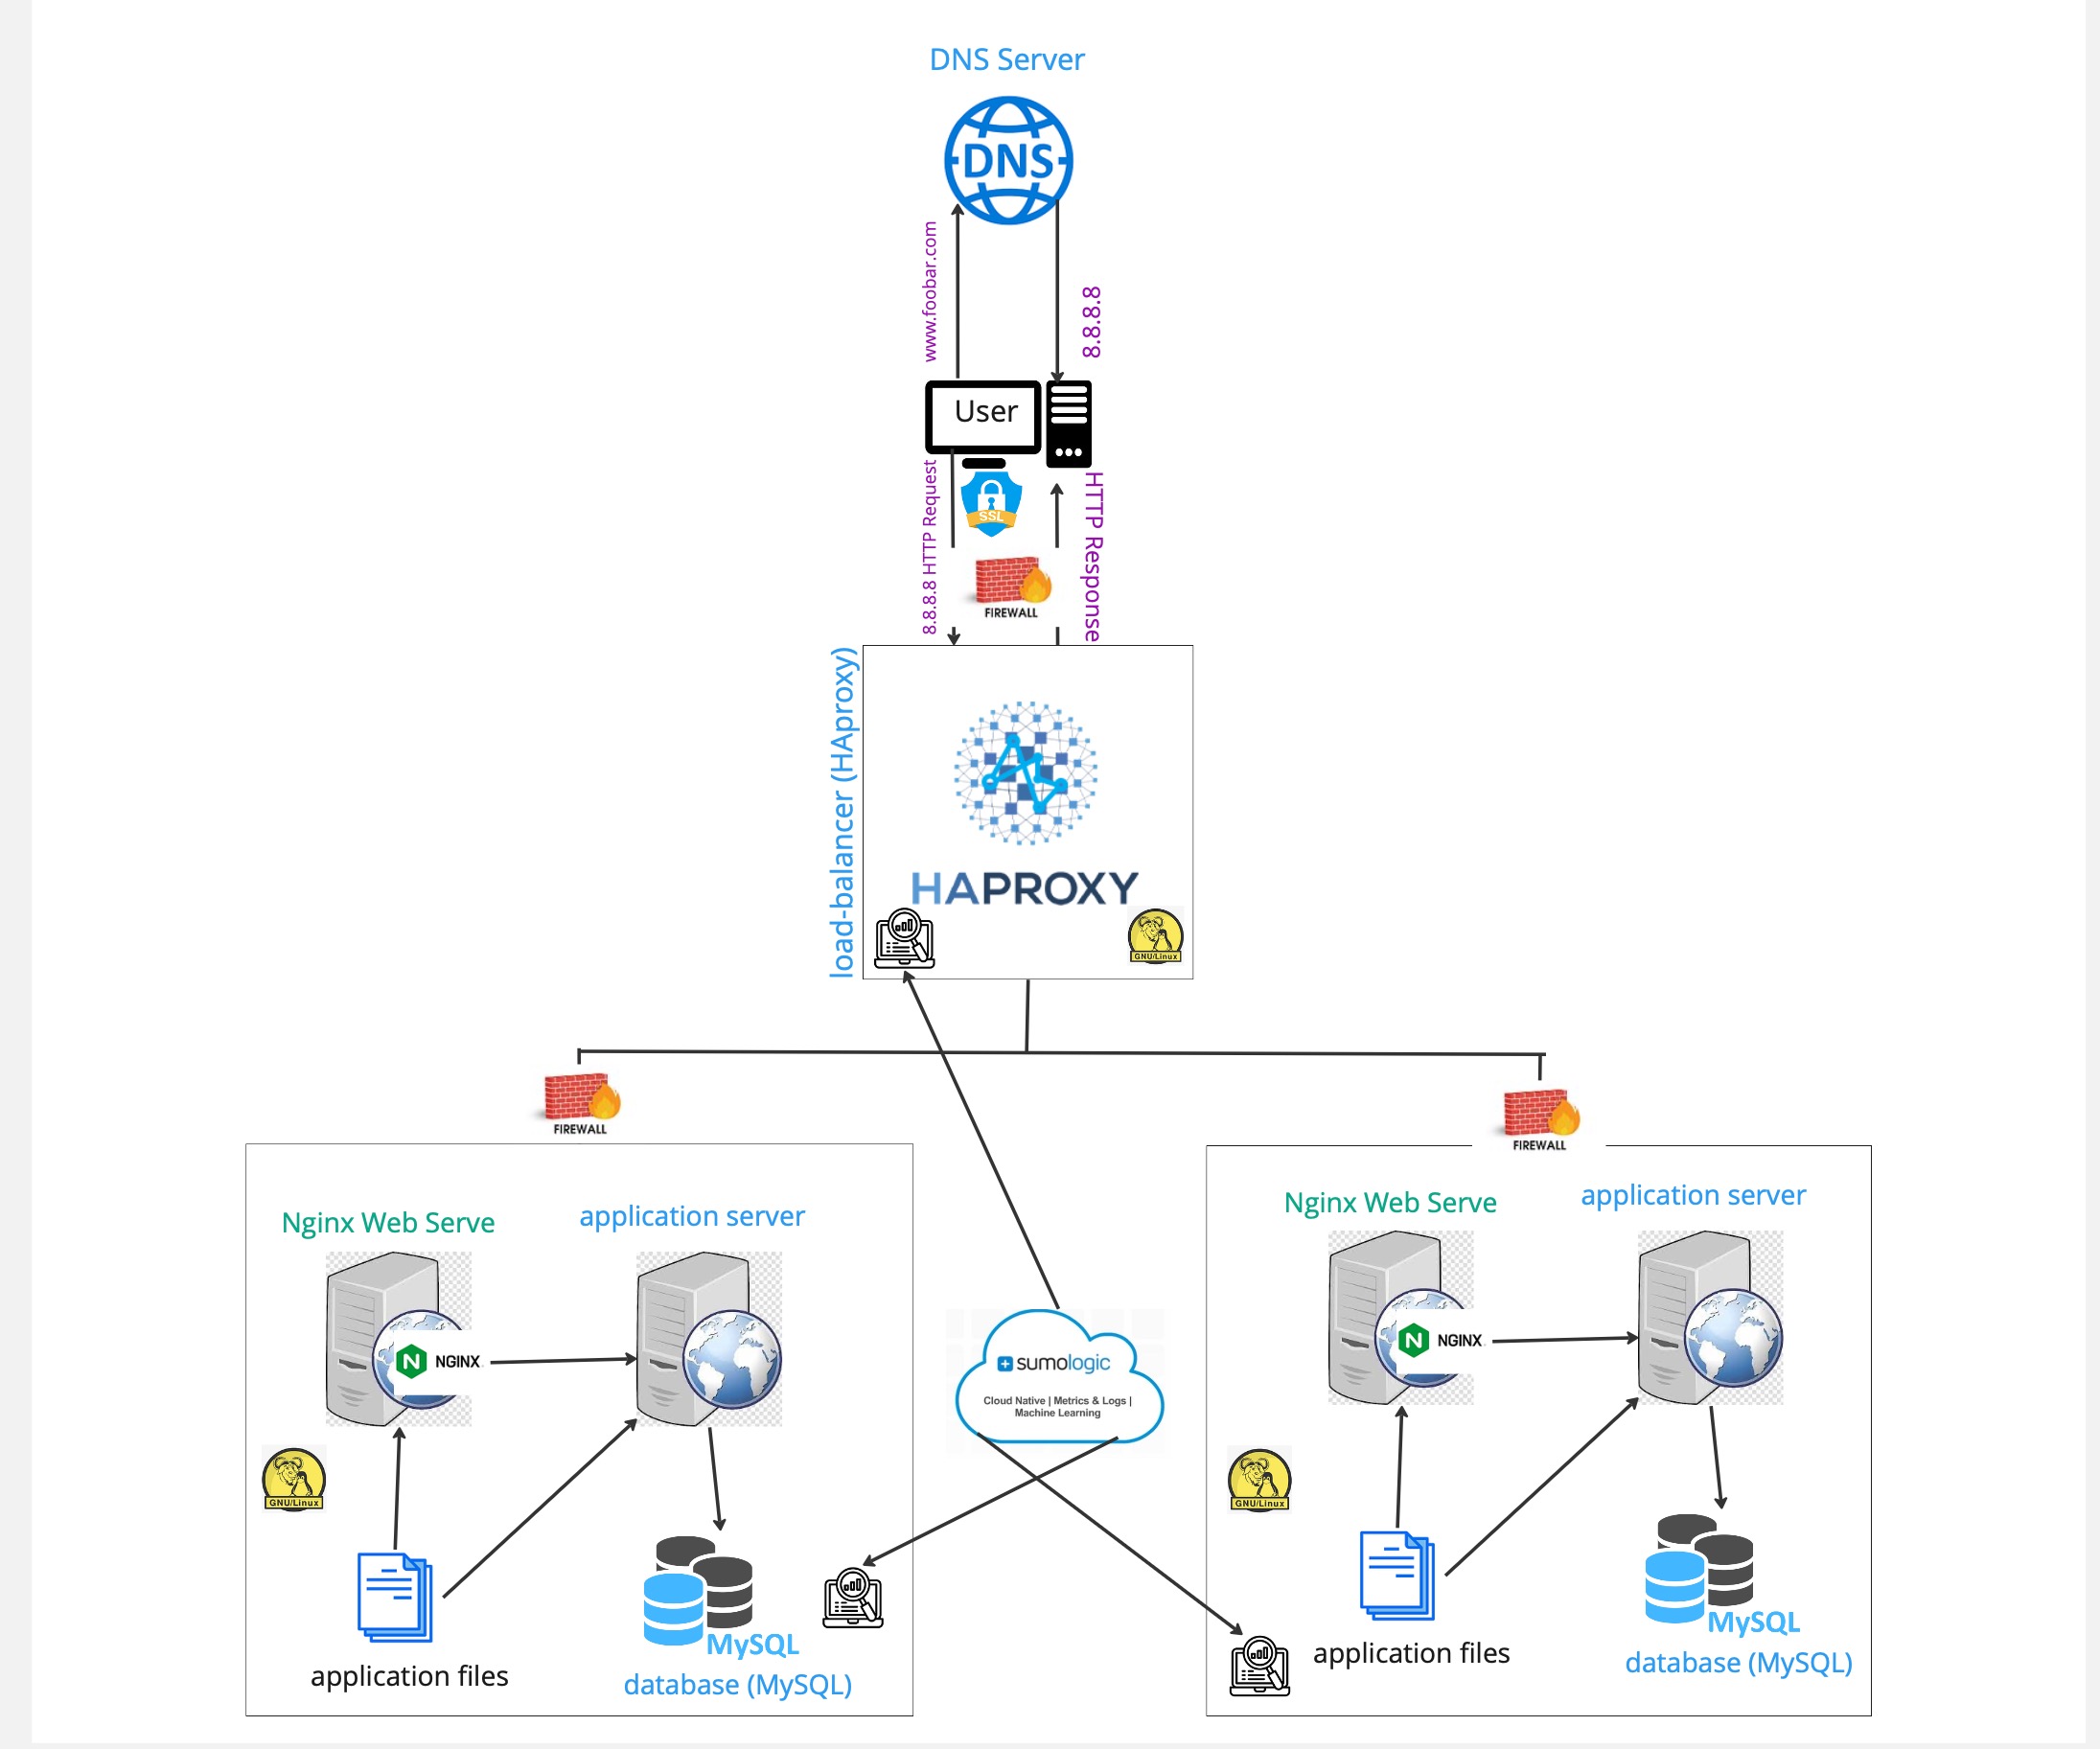 DNS Server
DNS
www.foobar.com
8.8.8.8
User
8.8.8.8 HTTP Request
SSL
HTTP Response
FIREWALL
load-balancer (HAproxy)
HAPROXY
GNU/Linux
FIREWALL
FIREWALL
Nginx Web Serve
application server
NGINX
GNU/Linux
application files
MySQL
database (MySQL)
sumologic
Cloud Native | Metrics & Logs |
Machine Learning
Nginx Web Serve
application server
NGINX
GNU/Linux
application files
MySQL
database (MySQL)